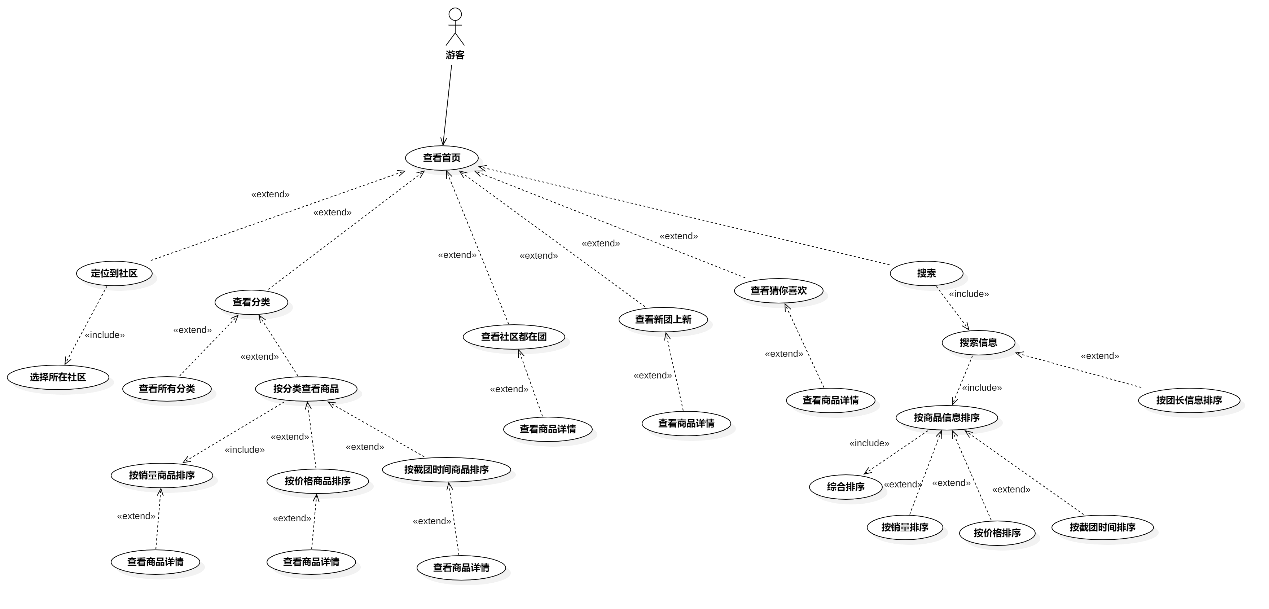 游客
查看首页
«extend»
«extend»
«extend»
«extend»
«extend»
«extend»
定位到社区
搜索
查看猜你喜欢
«include»
查看分类
查看新团上新
«include»
«extend»
«extend»
查看社区都在团
搜索信息
«extend»
«extend»
«extend»
«extend»
选择所在社区
查看所有分类
按分类查看商品
«extend»
«include»
查看商品详情
按团长信息排序
查看商品详情
查看商品详情
按商品信息排序
«include»
«extend»
«extend»
«include»
按销量商品排序
按价格商品排序
按截团时间商品排序
综合排序
«extend»
«extend»
«extend»
«extend»
«extend»
«extend»
按销量排序
按价格排序
按截团时间排序
查看商品详情
查看商品详情
查看商品详情